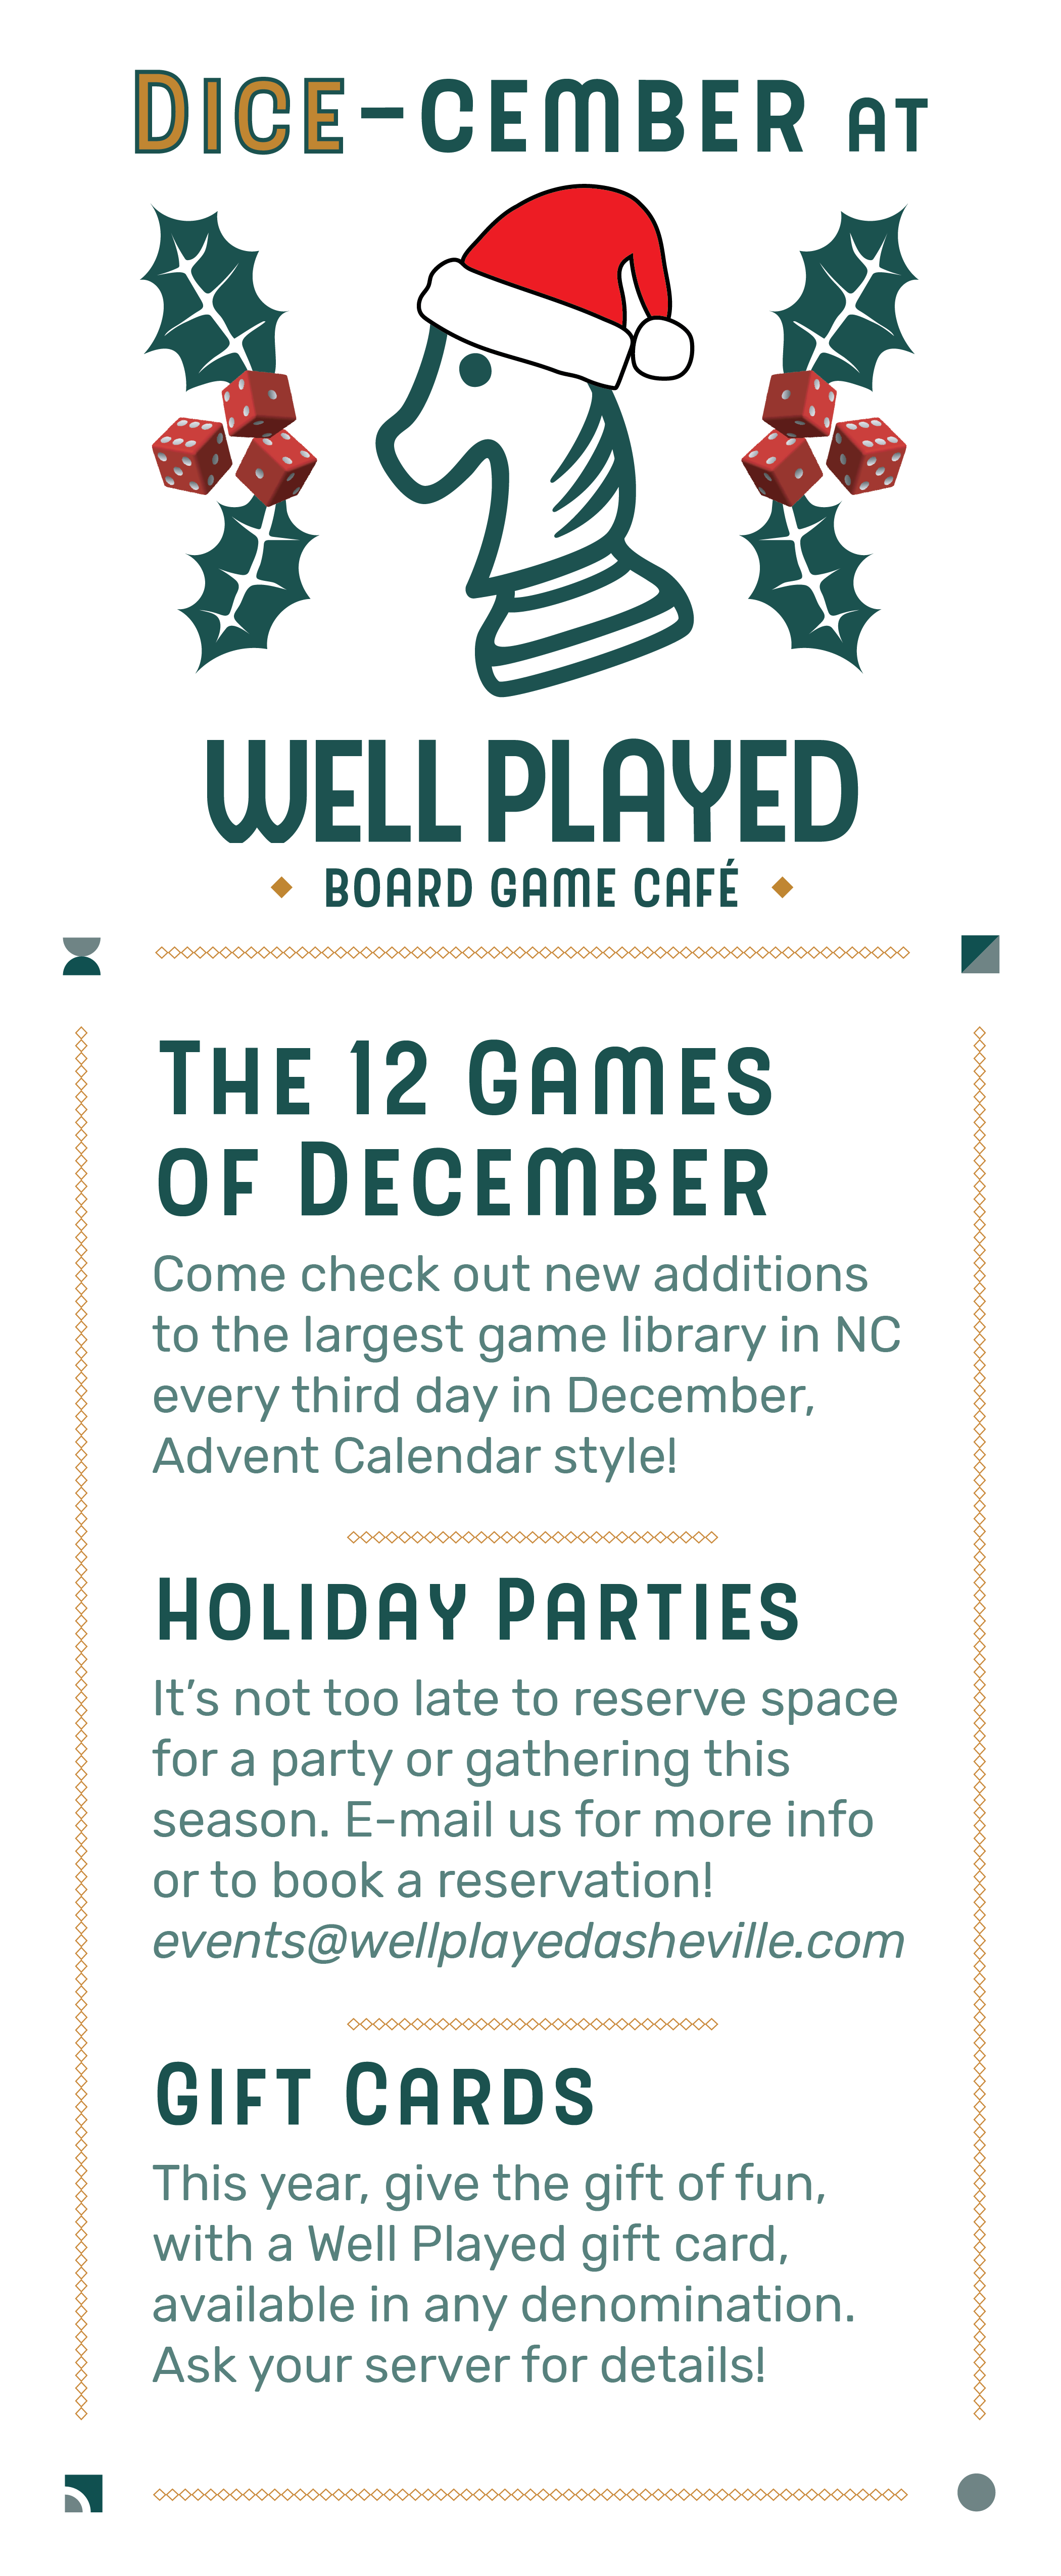 DICE-CEMBER AT
WELL PLAYED
BOARD GAME CAFÉ
THE 12 GAMES
OF DECEMBER
Come check out new additions
to the largest game library in NC
every third day in December,
Advent Calendar style!
HOLIDAY PARTIES
It’s not too late to reserve space
for a party or gathering this
season. E-mail us for more info
or to book a reservation!
events@wellplayedasheville.com
GIFT CARDS
This year, give the gift of fun,
with a Well Played gift card,
available in any denomination.
Ask your server for details!